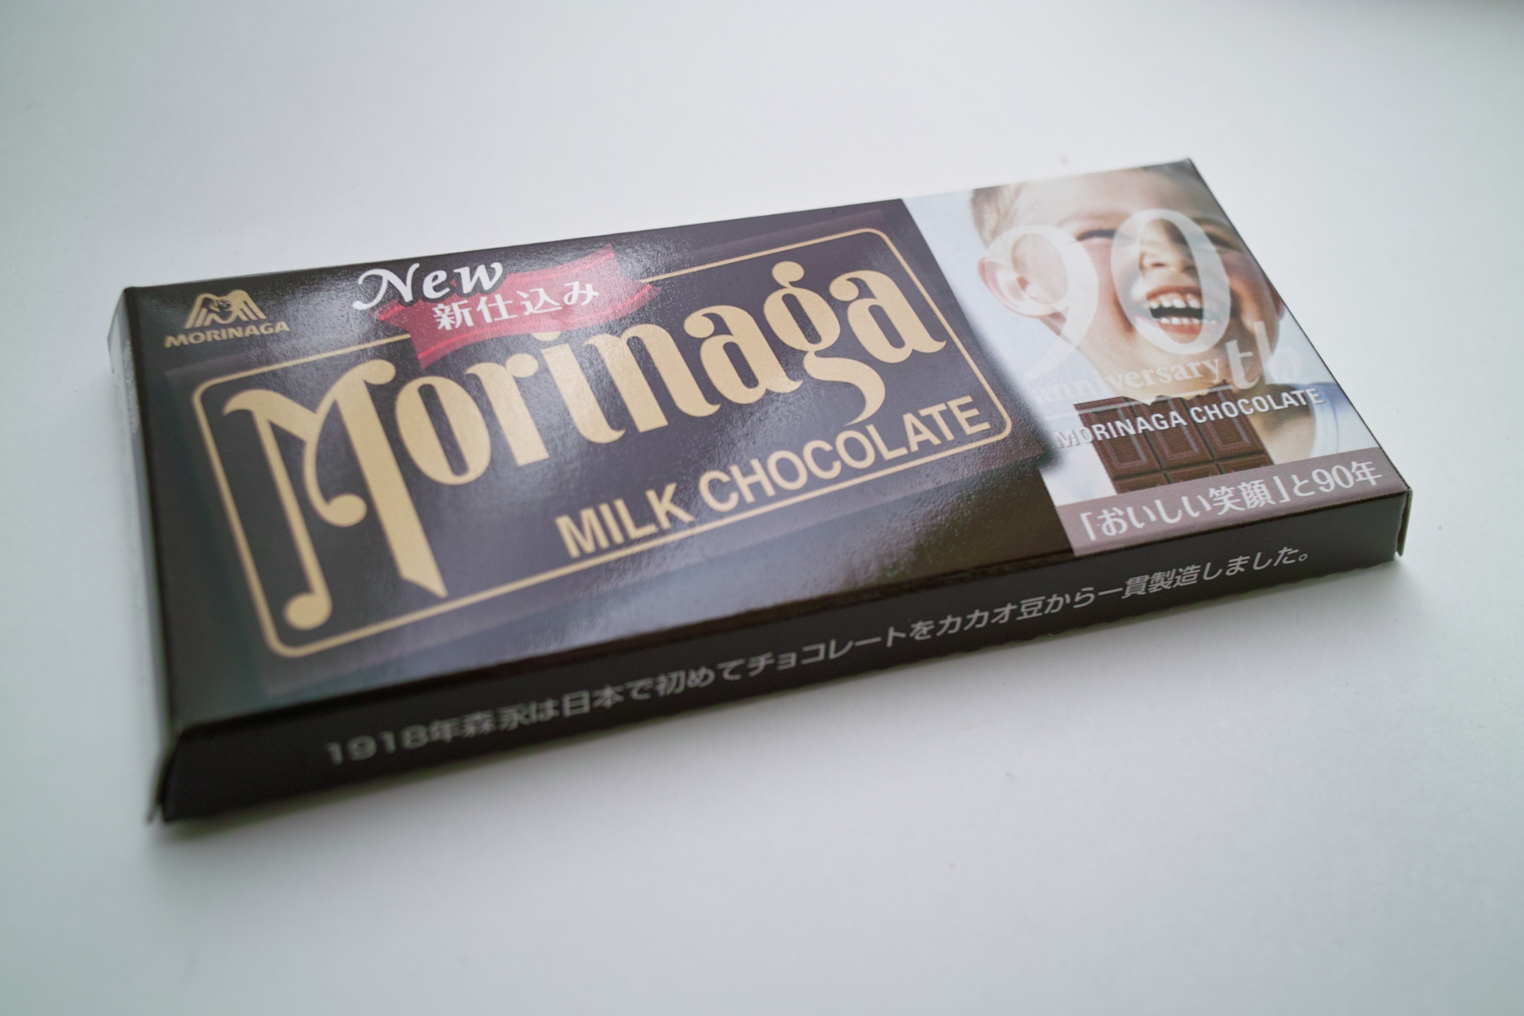 MORINAGA
New
新仕込み
Morinaga
MILK CHOCOLATE
90th
anniversary
MORINAGA CHOCOLATE
「おいしい笑顔」と90年
1918年森永は日本で初めてチョコレートをカカオ豆から一貫製造しました。